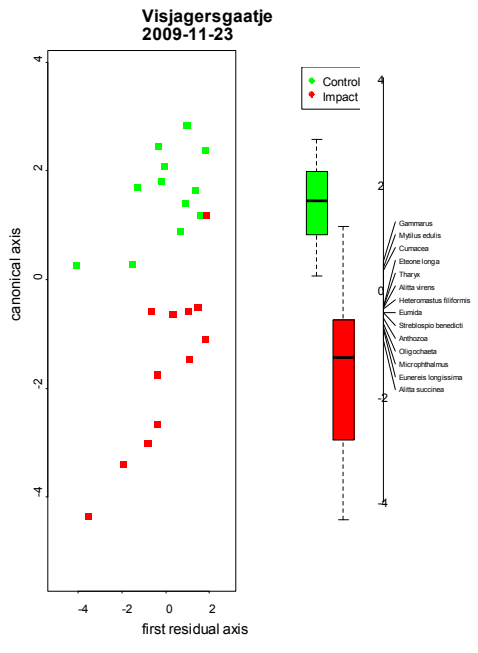 Visjagersgaatje
2009-11-23
Control
Impact
canonical axis
4
2
0
-2
-4
-4
-2
0
2
first residual axis
4
2
0
-2
-4
Gammarus
Mytilus edulis
Cumacea
Eteone longa
Tharyx
Alitta virens
Heteromastus filiformis
Eumida
Streblospio benedicti
Anthozoa
Oligochaeta
Microphthalmus
Eunereis longissima
Alitta succinea